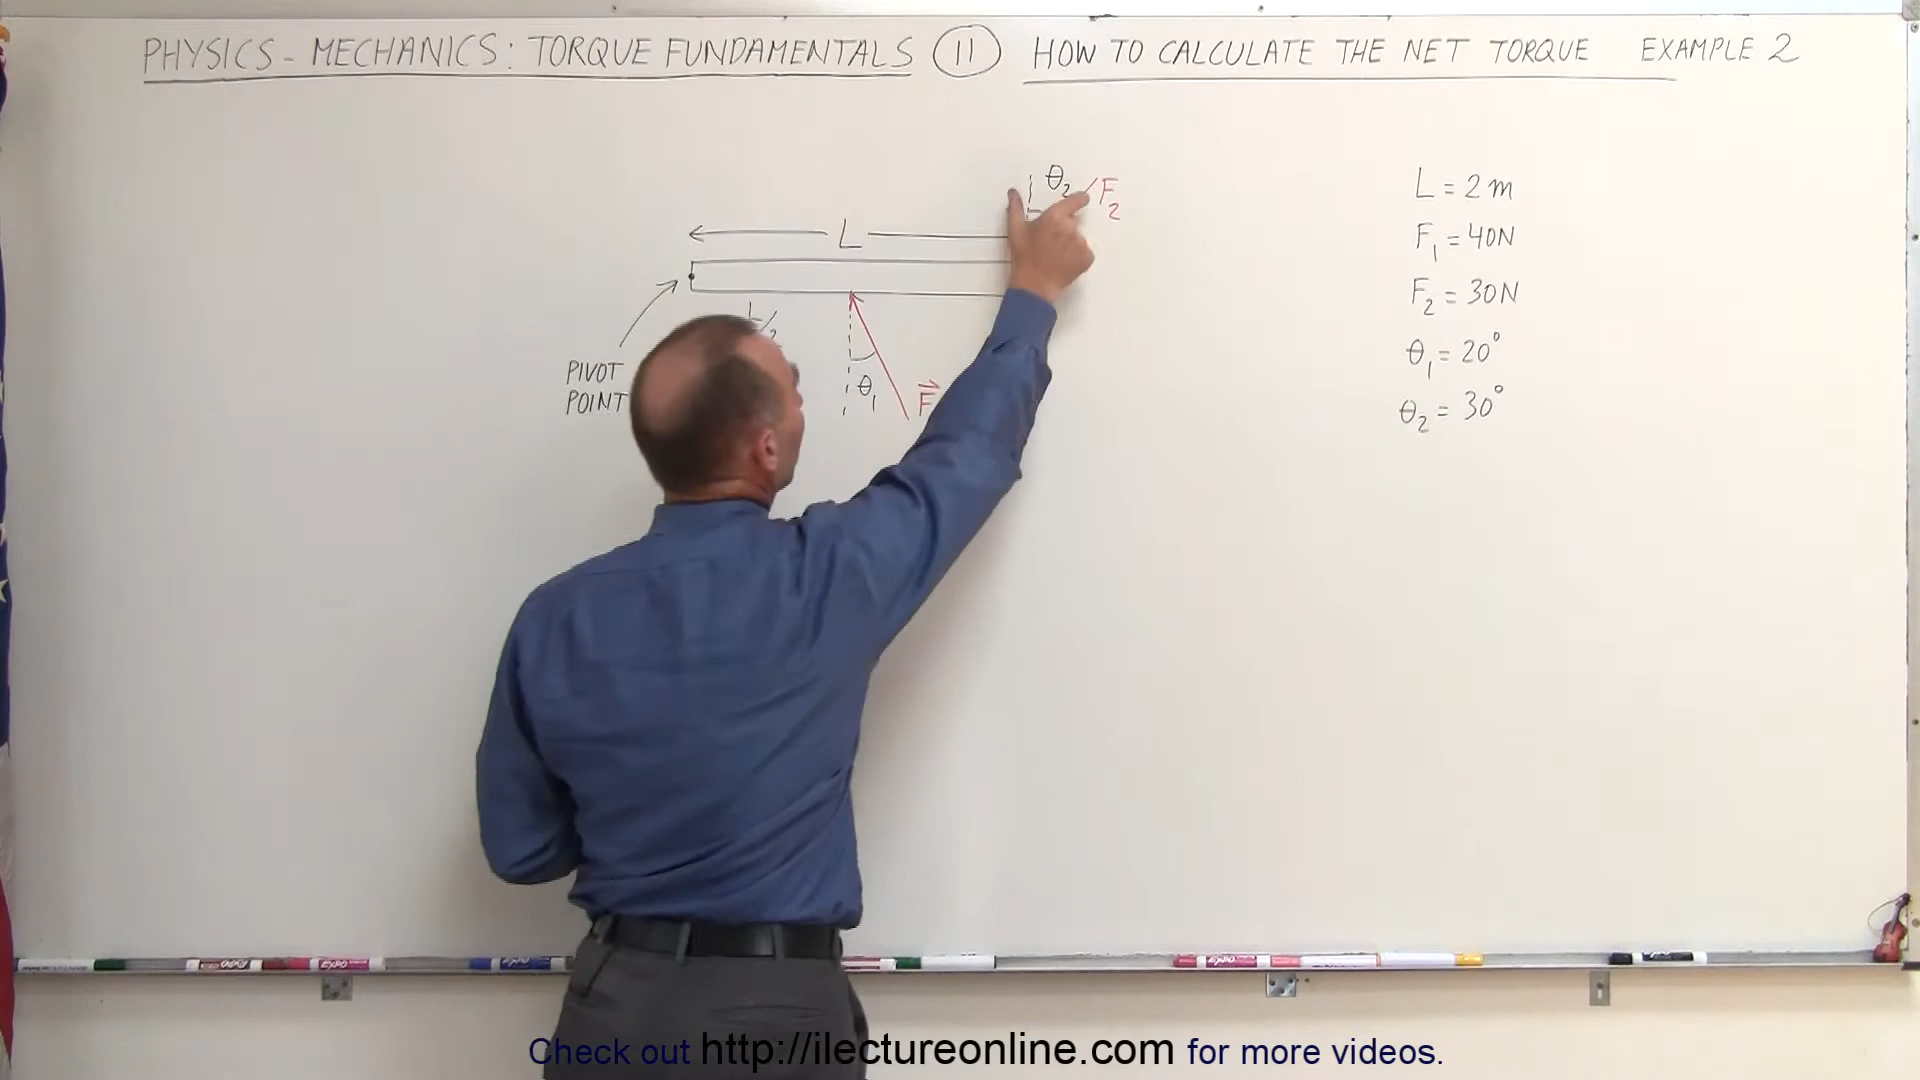 PHYSICS - MECHANICS: TORQUE FUNDAMENTALS 11 HOW TO CALCULATE THE NET TORQUE EXAMPLE 2
θ₂ F₂
L
L/2
PIVOT
POINT
θ₁ F
L = 2 m
F₁ = 40N
F₂ = 30N
θ₁ = 20°
θ₂ = 30°
Check out http://ilectureonline.com for more videos.